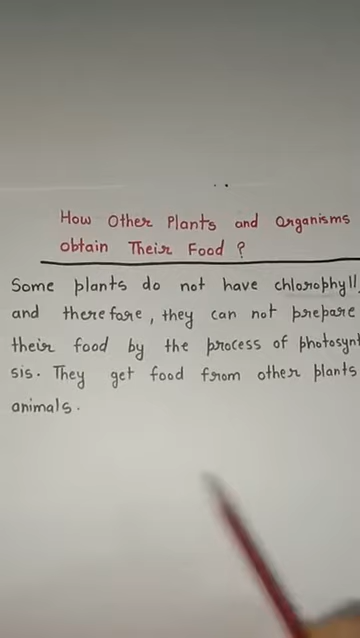 How Other Plants and Organisms
obtain Their Food ?
Some plants do not have chlorophyll
and therefore, they can not prepare
their food by the process of photosynt
sis. They get food from other plants
animals.